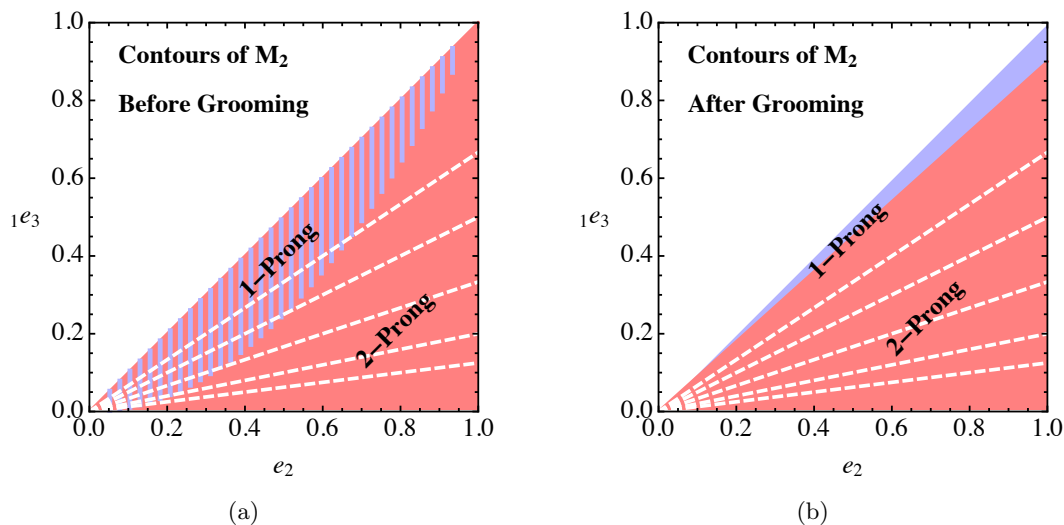 Contours of M₂
Before Grooming
1–Prong
2–Prong
₁e₃
1.0
0.8
0.6
0.4
0.2
0.0
0.0 0.2 0.4 0.6 0.8 1.0
e₂
(a)
Contours of M₂
After Grooming
1–Prong
2–Prong
₁e₃
1.0
0.8
0.6
0.4
0.2
0.0
0.0 0.2 0.4 0.6 0.8 1.0
e₂
(b)